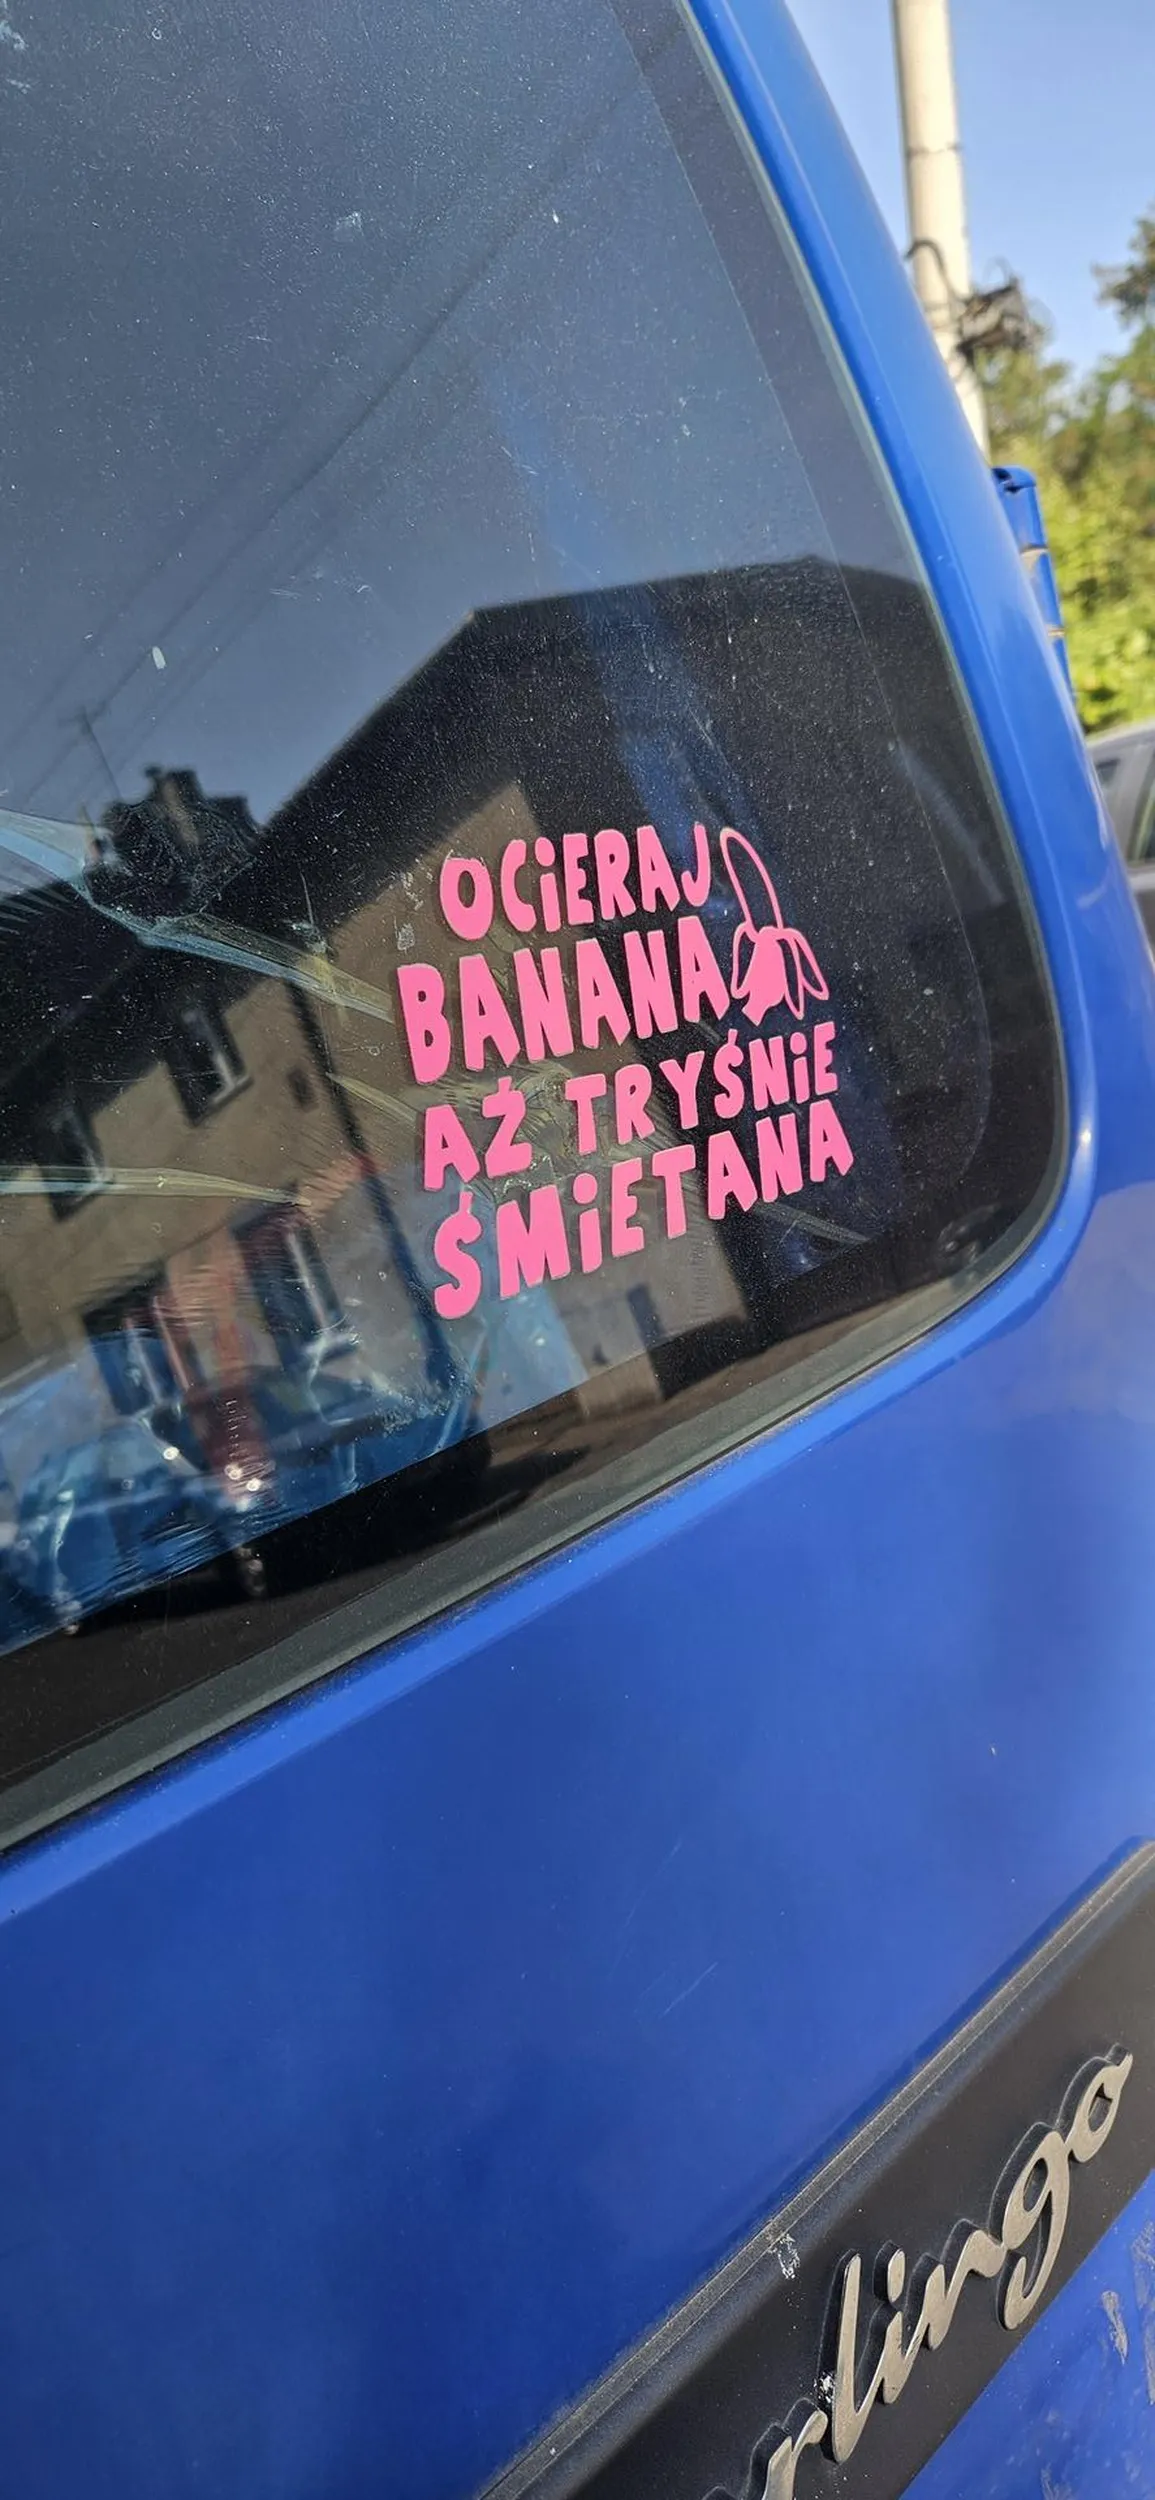 OCiERAJ
BANANA
AŻ TRYŚNiE
ŚMiETANA
rlingo